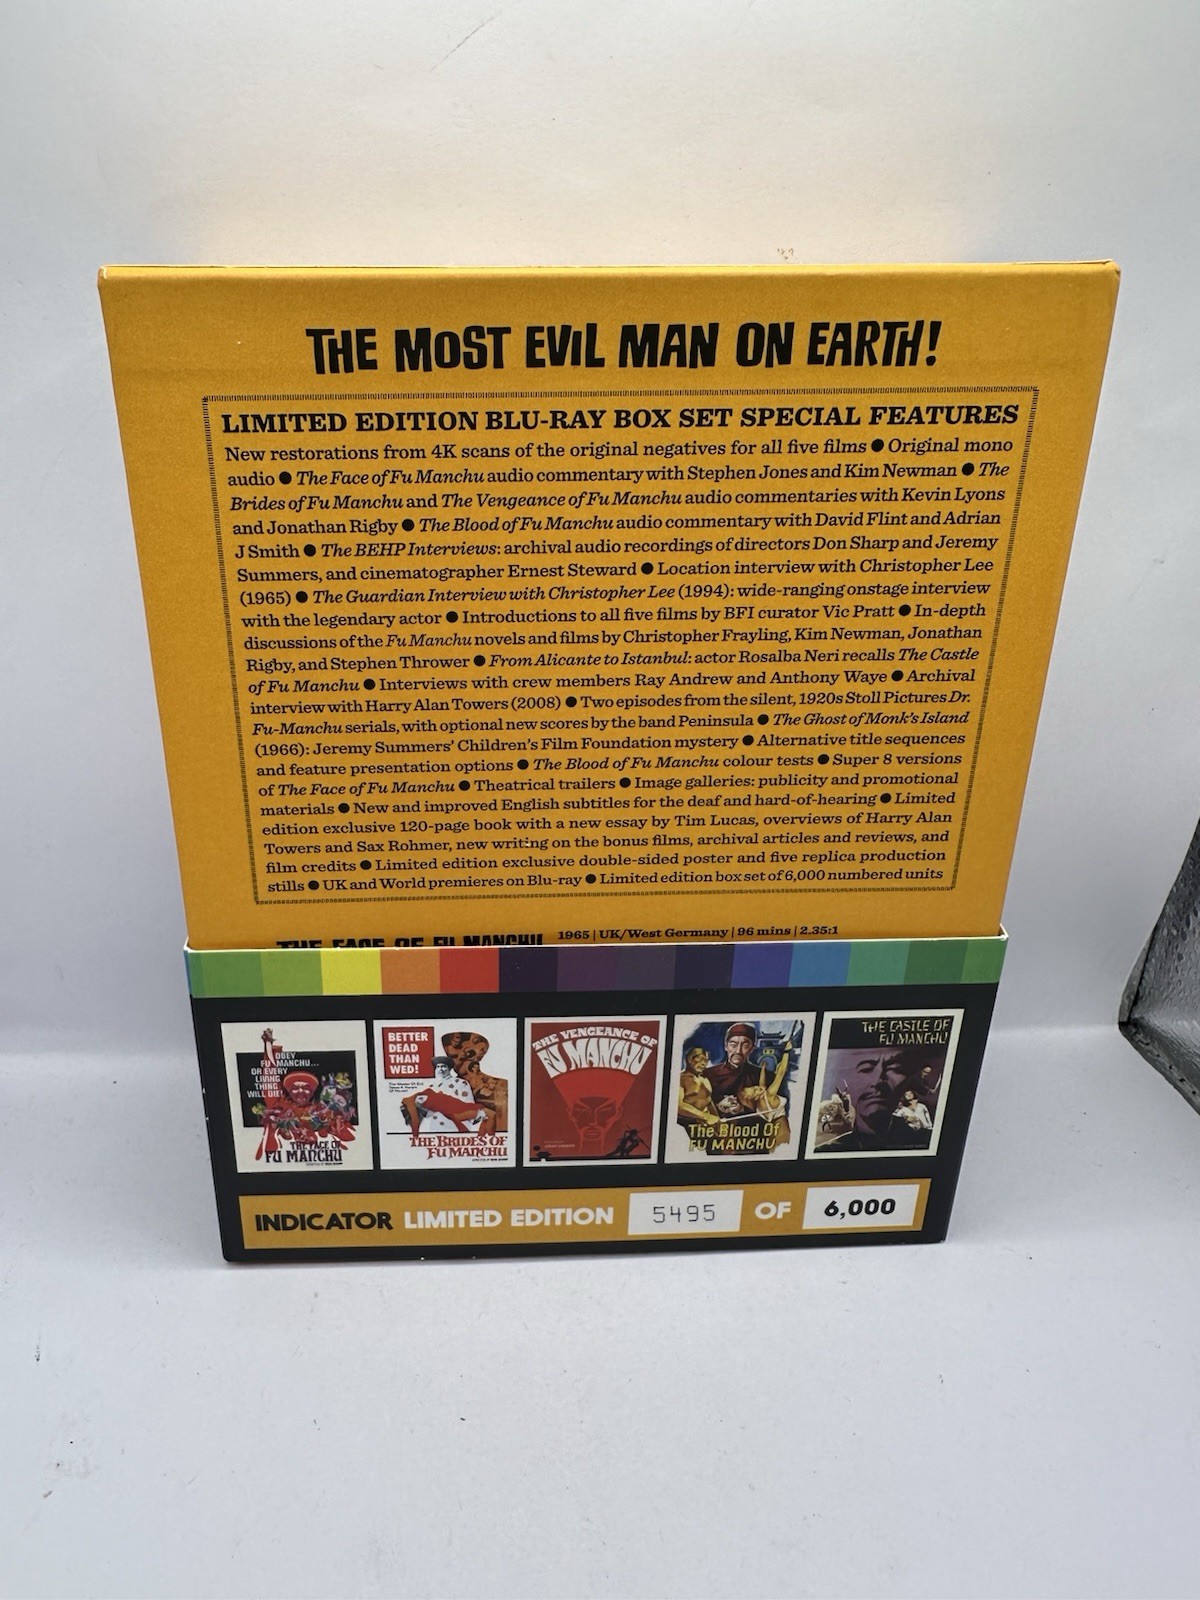 THE MOST EVIL MAN ON EARTH!
LIMITED EDITION BLU-RAY BOX SET SPECIAL FEATURES
New restorations from 4K scans of the original negatives for all five films ● Original mono
audio ● The Face of Fu Manchu audio commentary with Stephen Jones and Kim Newman ● The
Brides of Fu Manchu and The Vengeance of Fu Manchu audio commentaries with Kevin Lyons
and Jonathan Rigby ● The Blood of Fu Manchu audio commentary with David Flint and Adrian
J Smith ● The BEHP Interviews: archival audio recordings of directors Don Sharp and Jeremy
Summers, and cinematographer Ernest Steward ● Location interview with Christopher Lee
(1965) ● The Guardian Interview with Christopher Lee (1994): wide-ranging onstage interview
with the legendary actor ● Introductions to all five films by BFI curator Vic Pratt ● In-depth
discussions of the Fu Manchu novels and films by Christopher Frayling, Kim Newman, Jonathan
Rigby, and Stephen Thrower ● From Alicante to Istanbul: actor Rosalba Neri recalls The Castle
of Fu Manchu ● Interviews with crew members Ray Andrew and Anthony Waye ● Archival
interview with Harry Alan Towers (2008) ● Two episodes from the silent, 1920s Stoll Pictures Dr.
Fu-Manchu serials, with optional new scores by the band Peninsula ● The Ghost of Monk's Island
(1966): Jeremy Summers' Children's Film Foundation mystery ● Alternative title sequences
and feature presentation options ● The Blood of Fu Manchu colour tests ● Super 8 versions
of The Face of Fu Manchu ● Theatrical trailers ● Image galleries: publicity and promotional
materials ● New and improved English subtitles for the deaf and hard-of-hearing ● Limited
edition exclusive 120-page book with a new essay by Tim Lucas, overviews of Harry Alan
Towers and Sax Rohmer, new writing on the bonus films, archival articles and reviews, and
film credits ● Limited edition exclusive double-sided poster and five replica production
stills ● UK and World premieres on Blu-ray ● Limited edition box set of 6,000 numbered units
THE FACE OF FU MANCHU 1965 | UK/West Germany | 96 mins | 2.35:1
OBEY
FU MANCHU...
OR EVERY
LIVING
THING
WILL DIE!
THE FACE OF
FU MANCHU
BETTER
DEAD
THAN
WED!
THE BRIDES OF
FU MANCHU
THE VENGEANCE OF
FU MANCHU
The Blood Of
FU MANCHU
THE CASTLE OF
FU MANCHU
INDICATOR LIMITED EDITION 5495 OF 6,000